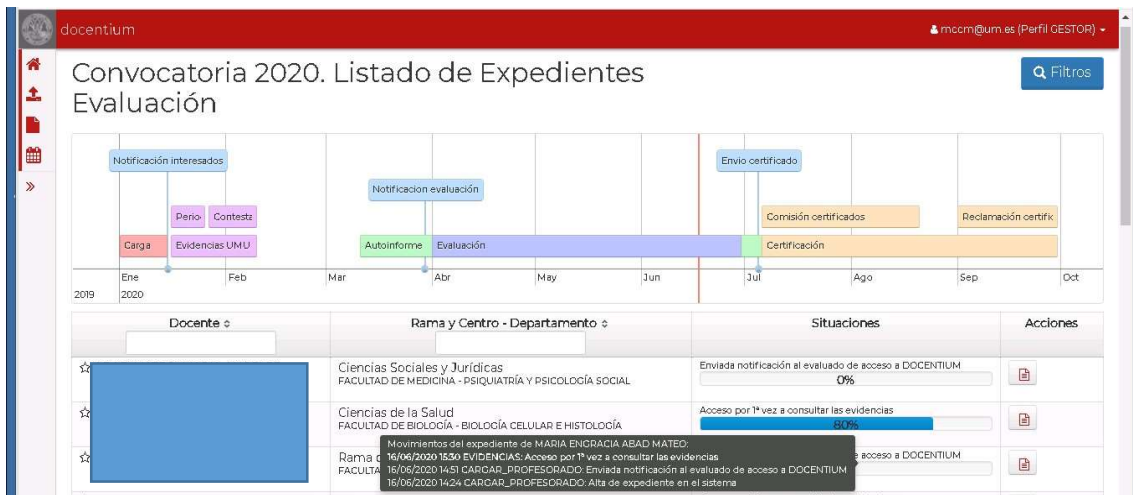 docentium
mccm@um.es (Perfil GESTOR)
Convocatoria 2020. Listado de Expedientes
Evaluación
Filtros
Notificación interesados
Envio certificado
Notificacion evaluación
Perio
Contesta
Comisión certificados
Reclamación certifi
Carga
Evidencias UMU
Autoinforme
Evaluación
Certificación
Ene
Feb
Mar
Abr
May
Jun
Jul
Ago
Sep
Oct
2019
2020
Docente
Rama y Centro - Departamento
Situaciones
Acciones
Ciencias Sociales y Jurídicas
FACULTAD DE MEDICINA - PSIQUIATRÍA Y PSICOLOGÍA SOCIAL
Enviada notificación al evaluado de acceso a DOCENTIUM
0%
Ciencias de la Salud
FACULTAD DE BIOLOGÍA - BIOLOGÍA CELULAR E HISTOLOGÍA
Acceso por 1ª vez a consultar las evidencias
80%
Rama
FACULTA
de acceso a DOCENTIUM
Movimientos del expediente de MARIA ENGRACIA ABAD MATEO:
16/06/2020 15:30 EVIDENCIAS: Acceso por 1ª vez a consultar las evidencias
16/06/2020 14:51 CARGAR_PROFESORADO: Enviada notificación al evaluado de acceso a DOCENTIUM
16/06/2020 14:24 CARGAR_PROFESORADO: Alta de expediente en el sistema